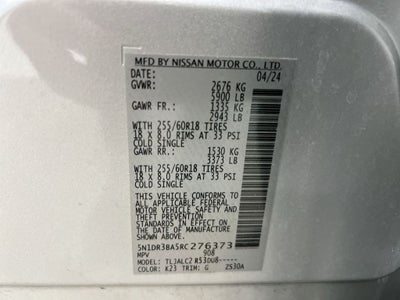 MFD BY NISSAN MOTOR CO., LTD.
DATE: 04/24
GVWR: 2676 KG
5900 LB
GAWR FR.: 1335 KG
2943 LB
WITH 255/60R18 TIRES
18 x 8.0 RIMS AT 33 PSI
COLD SINGLE
GAWR RR.: 1530 KG
3373 LB
WITH 255/60R18 TIRES
18 x 8.0 RIMS AT 33 PSI
COLD SINGLE
THIS VEHICLE CONFORMS TO
ALL APPLICABLE FEDERAL
MOTOR VEHICLE SAFETY AND
THEFT PREVENTION STANDARDS
IN EFFECT ON THE DATE OF
MANUFACTURE SHOWN ABOVE.
5N1DR3BA5RC276373
MPV 908
MODEL: TLJALC2 R53DU8-----
COLOR: K23 TRIM: G ZS30A